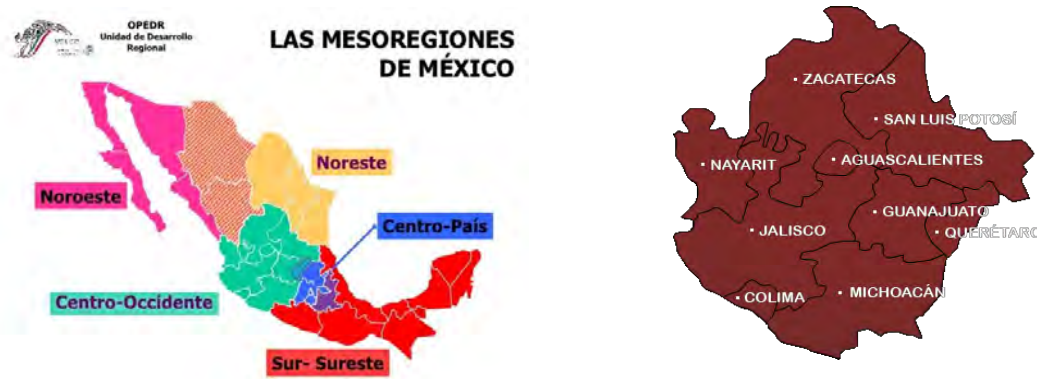 OPEDR
Unidad de Desarrollo
Regional
LAS MESOREGIONES
DE MÉXICO
Noreste
Noroeste
Centro-País
Centro-Occidente
Sur- Sureste
ZACATECAS
SAN LUIS POTOSÍ
NAYARIT
AGUASCALIENTES
GUANAJUATO
JALISCO
QUERÉTARO
COLIMA
MICHOACÁN